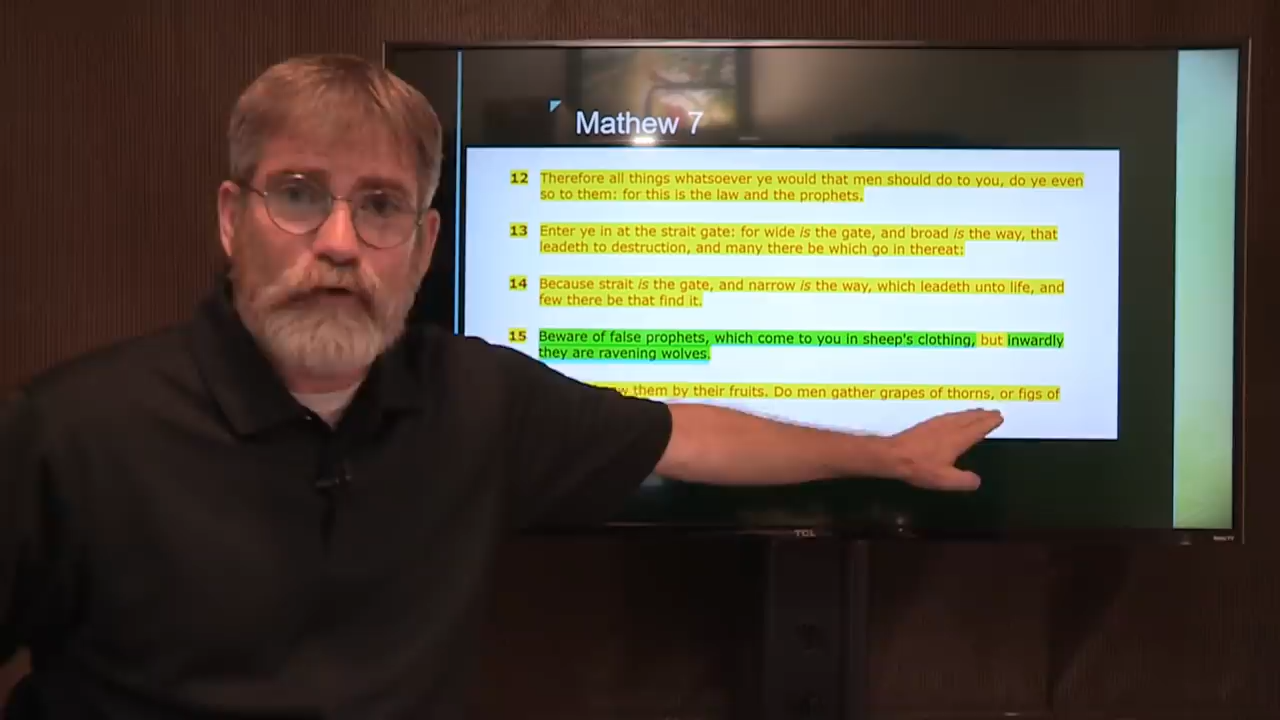 Mathew 7
12 Therefore all things whatsoever ye would that men should do to you, do ye even
so to them: for this is the law and the prophets.
13 Enter ye in at the strait gate: for wide is the gate, and broad is the way, that
leadeth to destruction, and many there be which go in thereat:
14 Because strait is the gate, and narrow is the way, which leadeth unto life, and
few there be that find it.
15 Beware of false prophets, which come to you in sheep's clothing, but inwardly
they are ravening wolves.
them by their fruits. Do men gather grapes of thorns, or figs of
TCL
Roku TV